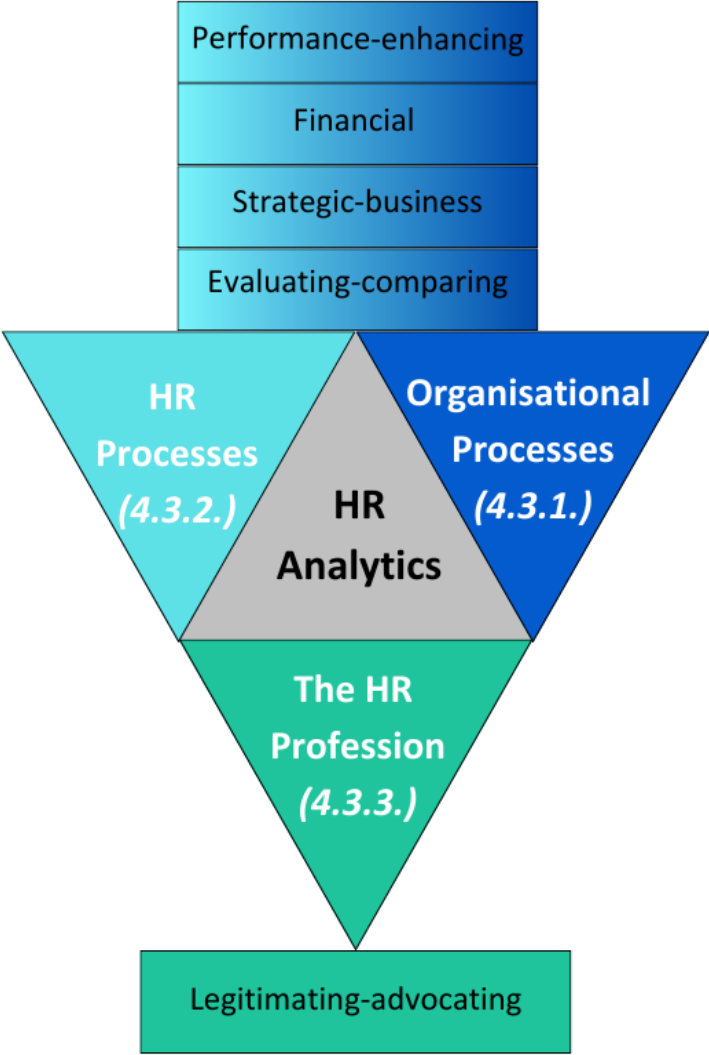 Performance-enhancing
Financial
Strategic-business
Evaluating-comparing
HR
Processes
(4.3.2.)
Organisational
Processes
(4.3.1.)
HR
Analytics
The HR
Profession
(4.3.3.)
Legitimating-advocating